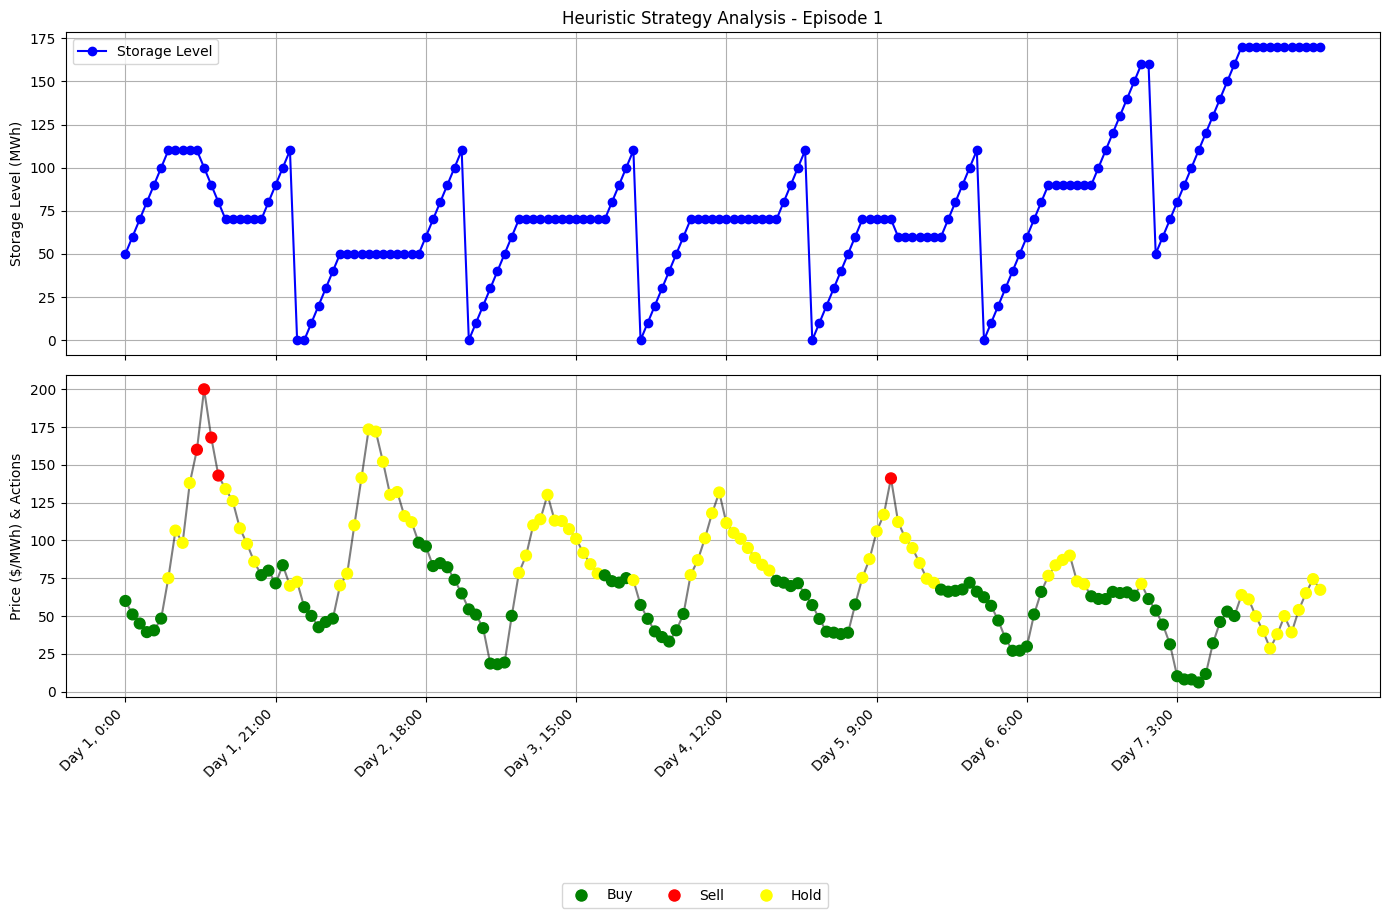 Heuristic Strategy Analysis - Episode 1
Storage Level
Storage Level (MWh)
175
150
125
100
75
50
25
0
Price ($/MWh) & Actions
200
175
150
125
100
75
50
25
0
Day 1, 0:00
Day 1, 21:00
Day 2, 18:00
Day 3, 15:00
Day 4, 12:00
Day 5, 9:00
Day 6, 6:00
Day 7, 3:00
Buy Sell Hold